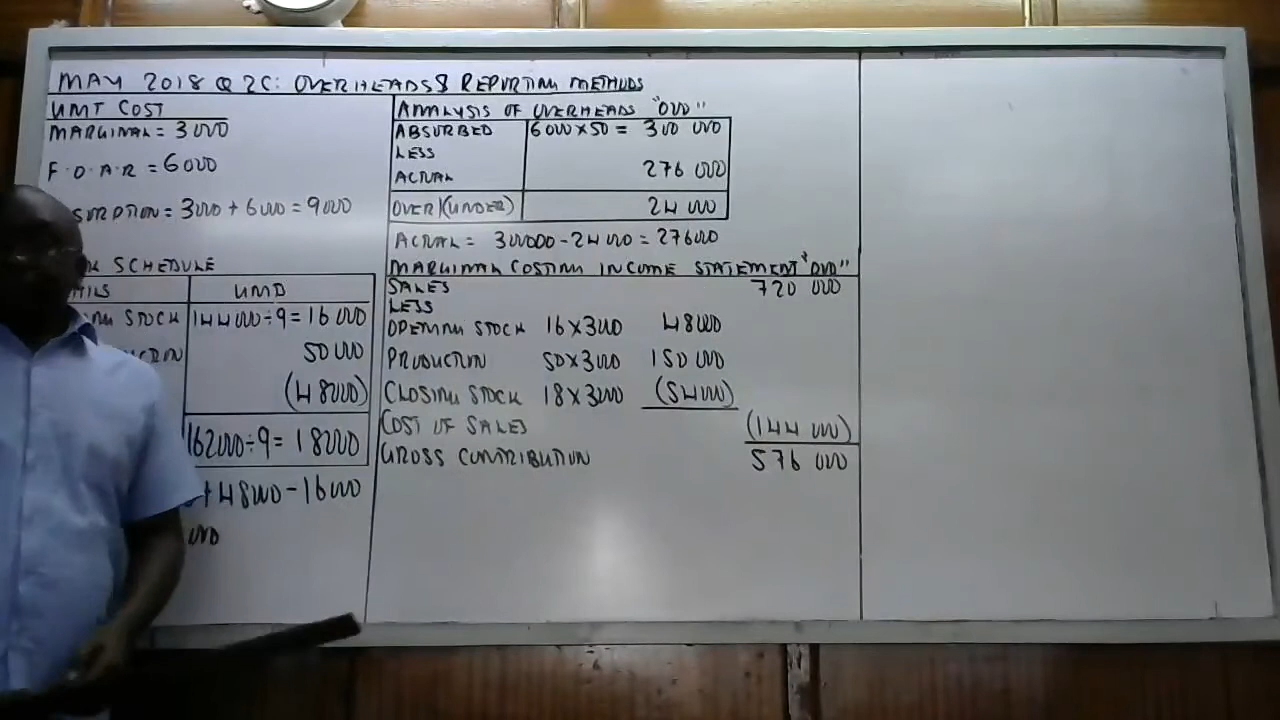 MAY 2018 Q 2C: OVERHEADS & REPORTING METHODS
UNIT COST
MARGINAL = 3000
F.O.A.R = 6000
SORPTION = 3000 + 6000 = 9000
SCHEDULE
UNITS
144000÷9 = 16000
50000
(48000)
162000÷9 = 18000
+48000-16000
000
ANALYSIS OF OVERHEADS "000"
ABSORBED 6000×50 = 300 000
LESS
ACTUAL 276 000
OVER/(UNDER) 24 000
ACTUAL = 300000 - 24000 = 276000
MARGINAL COSTING INCOME STATEMENT "000"
SALES 720 000
LESS
OPENING STOCK 16×3000 48000
PRODUCTION 50×3000 150 000
CLOSING STOCK 18×3000 (54000)
COST OF SALES (144 000)
GROSS CONTRIBUTION 576 000